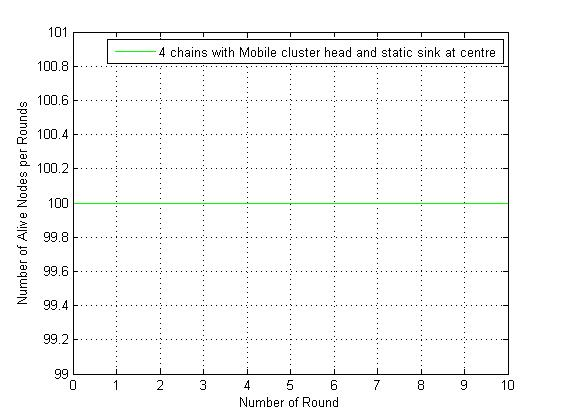 101
4 chains with Mobile cluster head and static sink at centre
100.8
100.6
100.4
100.2
100
99.8
99.6
99.4
99.2
99
Number of Alive Nodes per Rounds
0 1 2 3 4 5 6 7 8 9 10
Number of Round